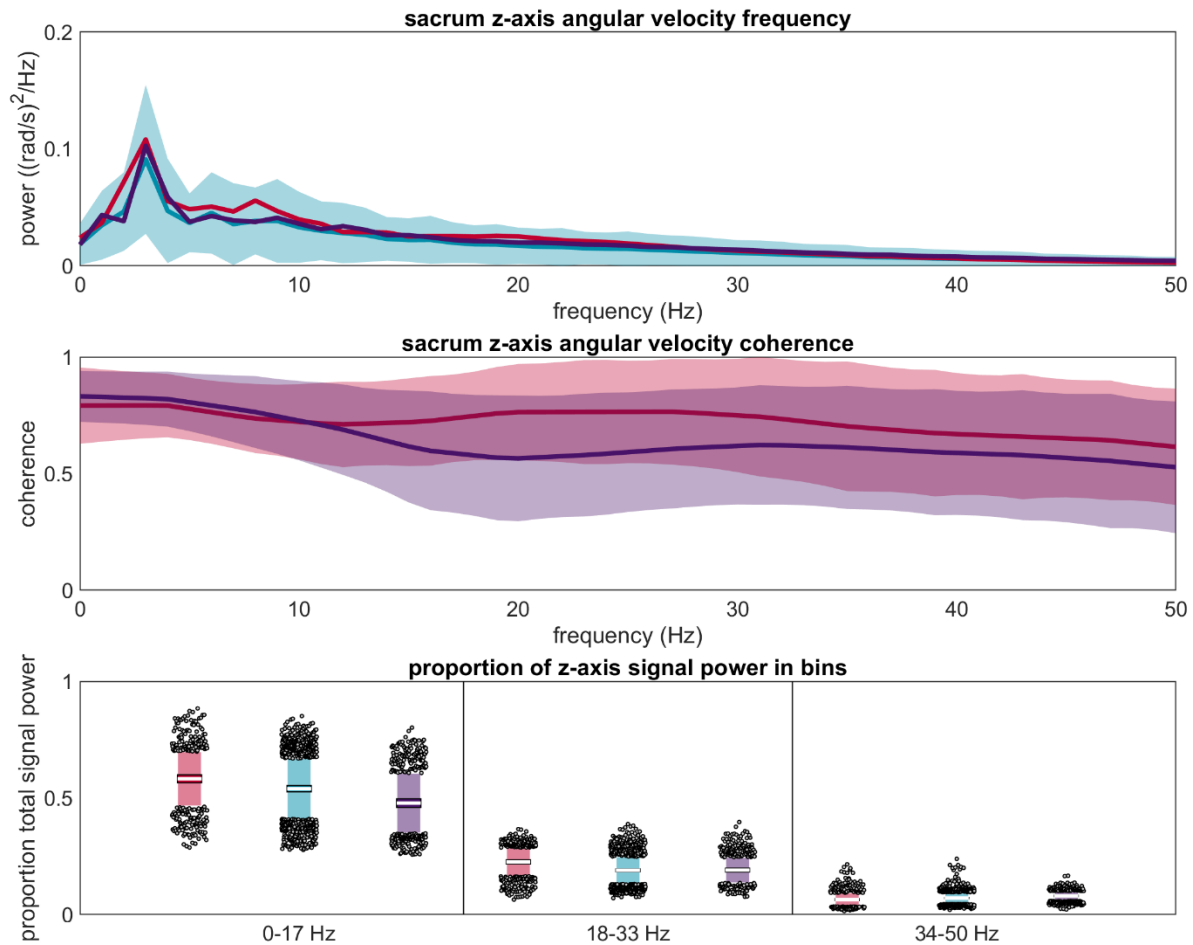 sacrum z-axis angular velocity frequency
power ((rad/s)²/Hz)
0.2
0.1
0
0 10 20 30 40 50
frequency (Hz)
sacrum z-axis angular velocity coherence
coherence
1
0.5
0
0 10 20 30 40 50
frequency (Hz)
proportion of z-axis signal power in bins
proportion total signal power
1
0.5
0
0-17 Hz 18-33 Hz 34-50 Hz